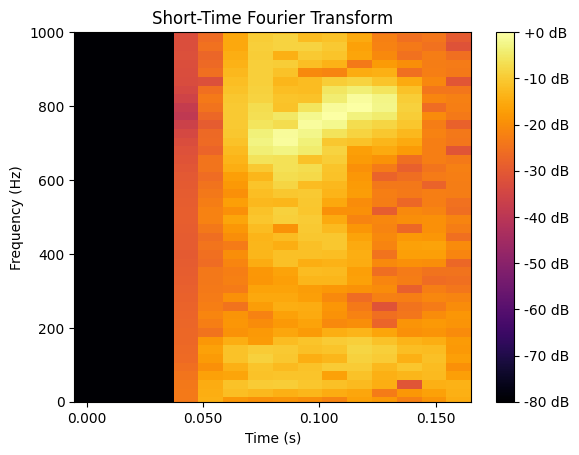 Short-Time Fourier Transform
1000
800
600
400
200
0
Frequency (Hz)
0.000
0.050
0.100
0.150
Time (s)
+0 dB
-10 dB
-20 dB
-30 dB
-40 dB
-50 dB
-60 dB
-70 dB
-80 dB